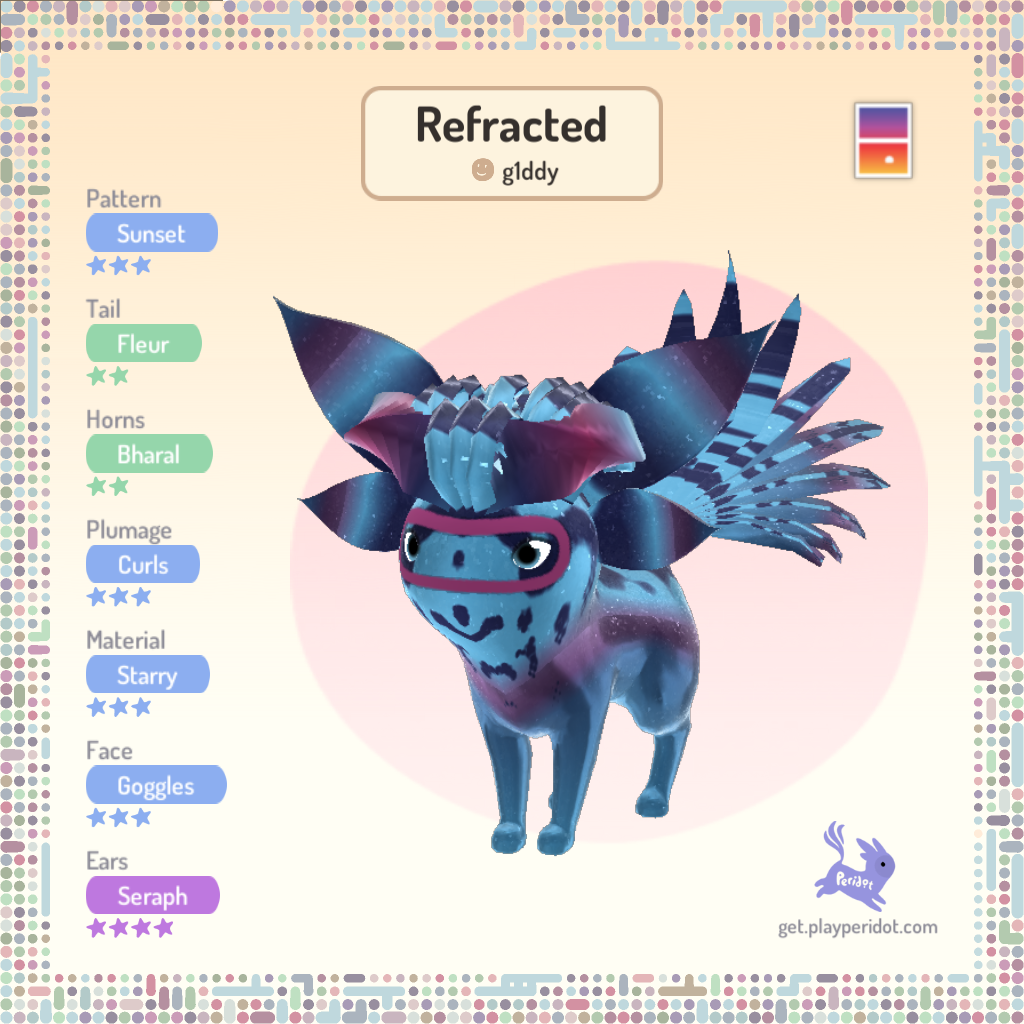 Refracted
g1ddy
Pattern
Sunset
Tail
Fleur
Horns
Bharal
Plumage
Curls
Material
Starry
Face
Goggles
Ears
Seraph
Peridot
get.playperidot.com